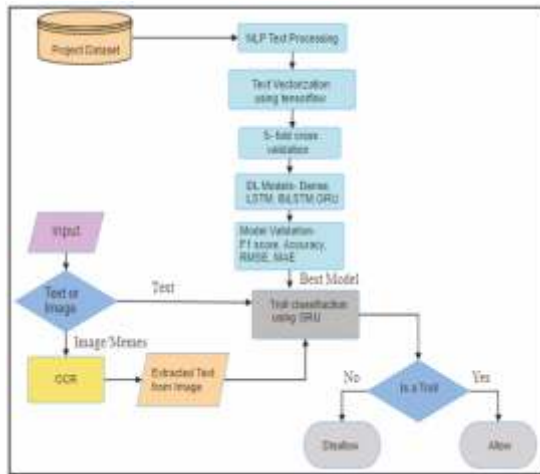 Project Dataset
NLP Text Processing
Text Vectorization
using tensorflow
5- fold cross
validation
DL Models- Dense
LSTM, BiLSTM,GRU
Model Validation-
F1 score, Accuracy,
RMSE, MAE
Best Model
Input
Text or
Image
Text
Image/Memes
OCR
Extracted Text
from Image
Troll classification
using GRU
Is a Troll
No
Yes
Disallow
Allow